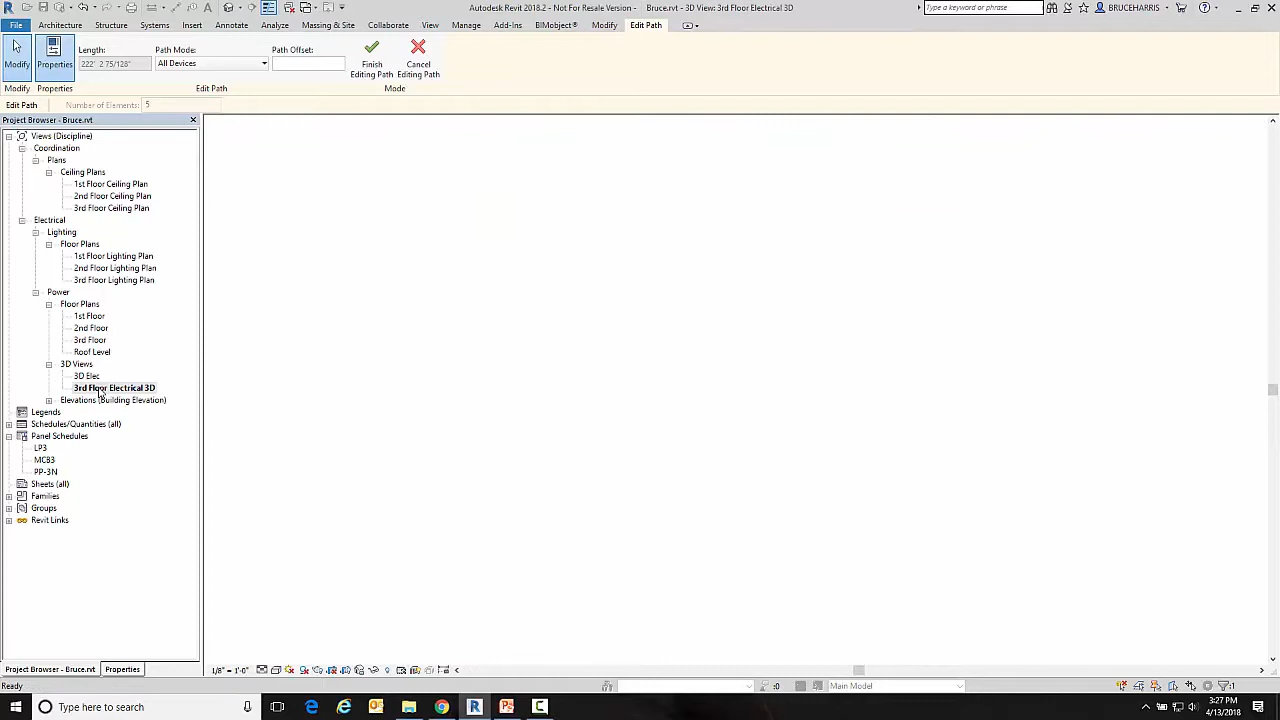 Autodesk Revit 2018.2 - Not For Resale Version - Bruce.rvt - 3D View: 3rd Floor Electrical 3D
Type a keyword or phrase
BRUCEHARRIS
File Architecture Structure Systems Insert Annotate Analyze Massing & Site Collaborate View Manage Add-Ins BIMobject® Modify Edit Path
Length: Path Mode: Path Offset:
222' 2 75/128" All Devices
Modify Properties Finish Editing Path Cancel Editing Path
Modify Properties Edit Path Mode
Edit Path Number of Elements: 5
Project Browser - Bruce.rvt
Views (Discipline)
Coordination
Plans
Ceiling Plans
1st Floor Ceiling Plan
2nd Floor Ceiling Plan
3rd Floor Ceiling Plan
Electrical
Lighting
Floor Plans
1st Floor Lighting Plan
2nd Floor Lighting Plan
3rd Floor Lighting Plan
Power
Floor Plans
1st Floor
2nd Floor
3rd Floor
Roof Level
3D Views
3D Elec
3rd Floor Electrical 3D
Elevations (Building Elevation)
Legends
Schedules/Quantities (all)
Panel Schedules
LP3
MCB3
PP-3N
Sheets (all)
Families
Groups
Revit Links
Project Browser - Bruce.rvt Properties
1/8" = 1'-0"
Ready
:0
Main Model
:1
Type here to search
3:27 PM
4/13/2018